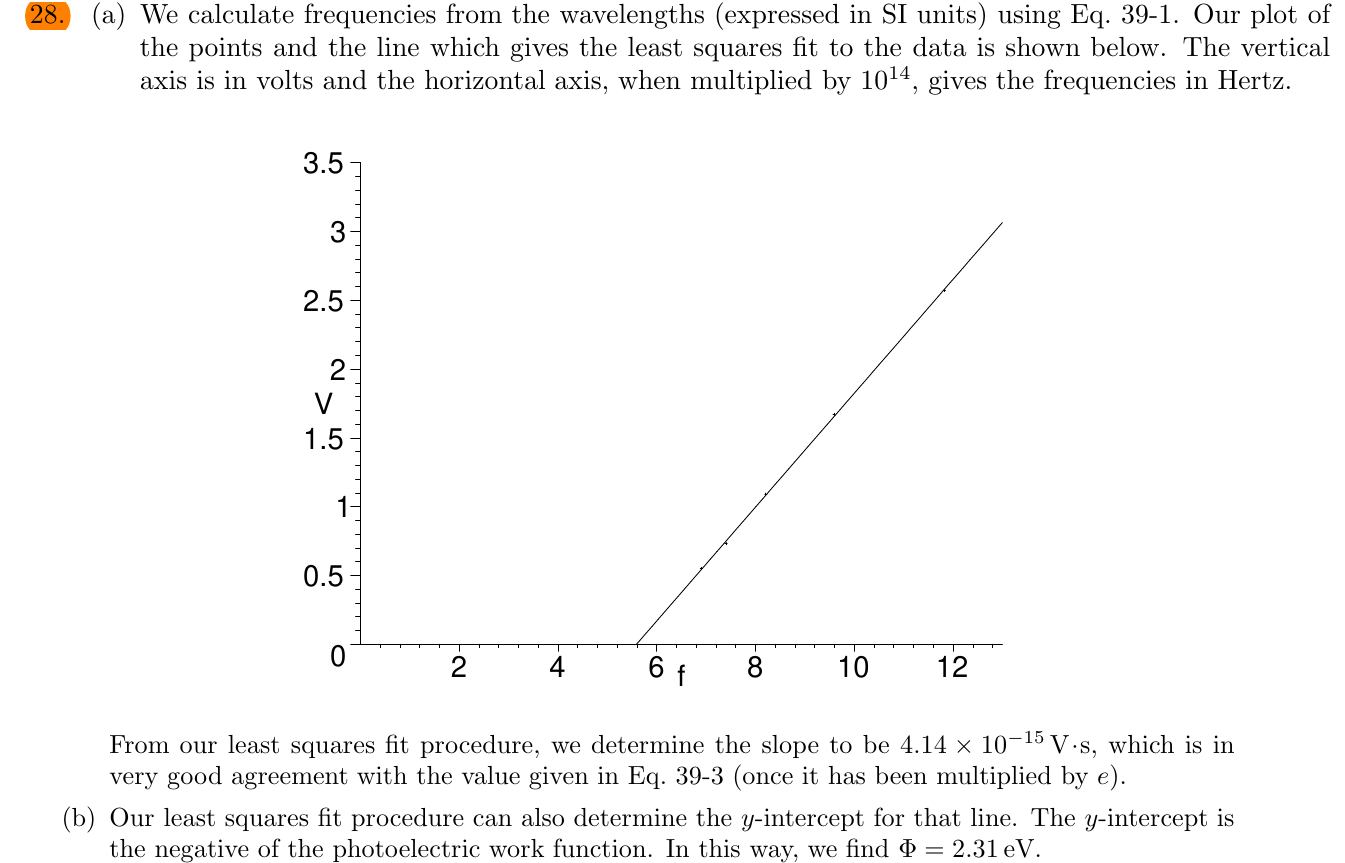 28. (a) We calculate frequencies from the wavelengths (expressed in SI units) using Eq. 39-1. Our plot of
the points and the line which gives the least squares fit to the data is shown below. The vertical
axis is in volts and the horizontal axis, when multiplied by 10¹⁴, gives the frequencies in Hertz.
3.5
3
2.5
2
V
1.5
1
0.5
0
2 4 6 f 8 10 12
From our least squares fit procedure, we determine the slope to be 4.14 × 10⁻¹⁵ V·s, which is in
very good agreement with the value given in Eq. 39-3 (once it has been multiplied by e).
(b) Our least squares fit procedure can also determine the y-intercept for that line. The y-intercept is
the negative of the photoelectric work function. In this way, we find Φ = 2.31 eV.